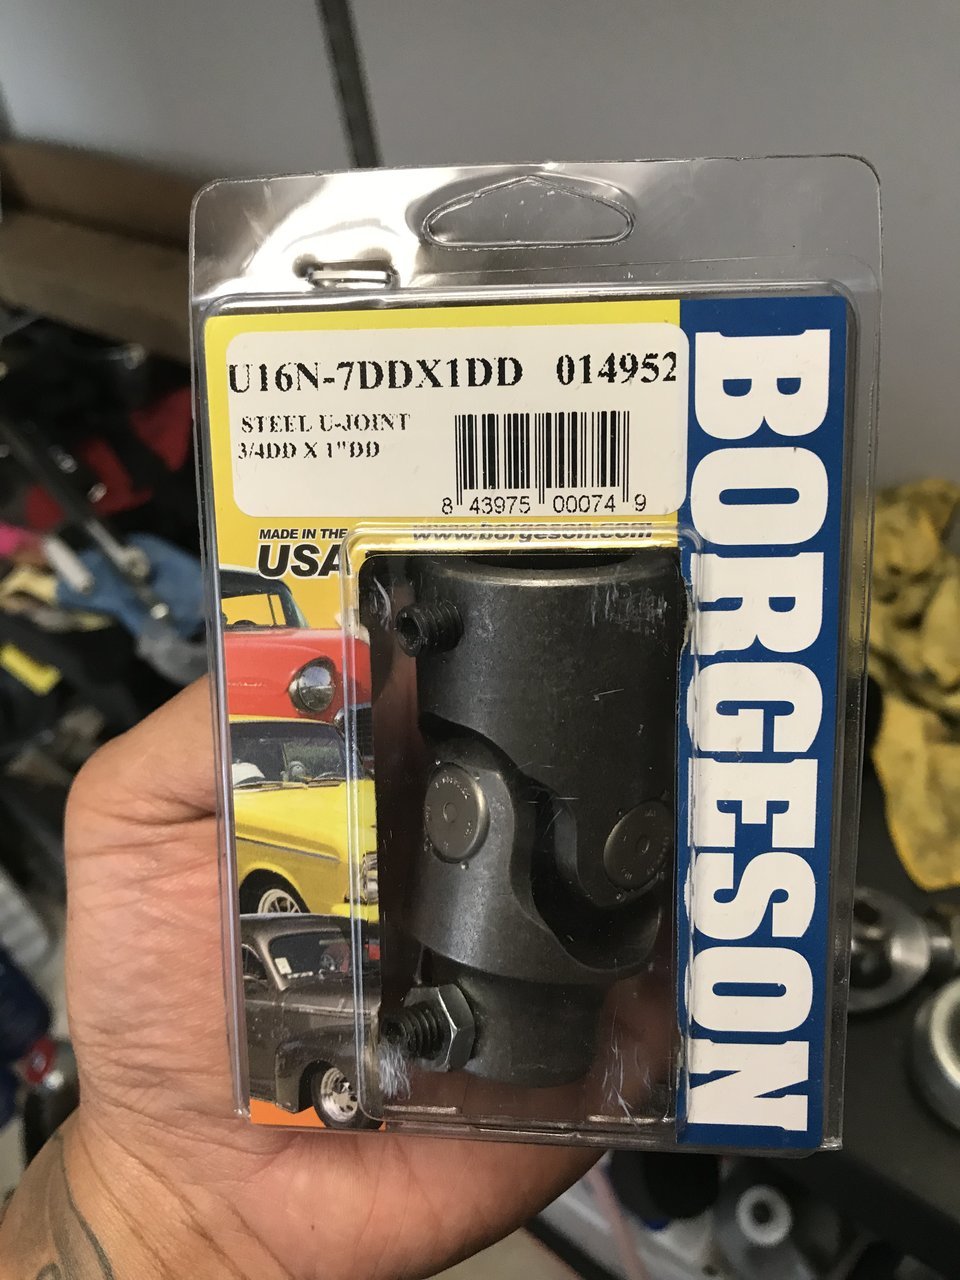 U16N-7DDX1DD 014952
STEEL U-JOINT
3/4DD X 1"DD
8 43975 00074 9
MADE IN THE
USA
www.borgeson.com
BORGESON